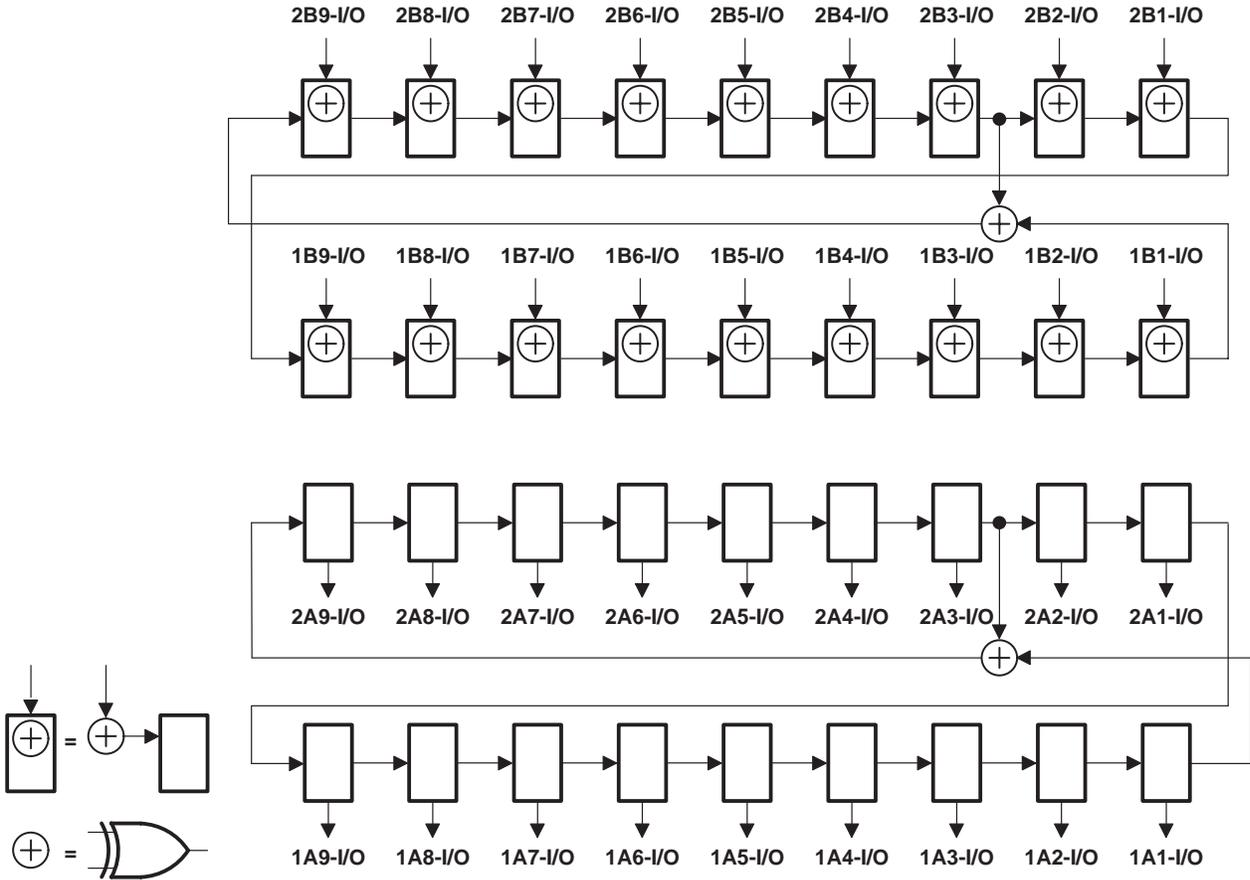 2B9-I/O 2B8-I/O 2B7-I/O 2B6-I/O 2B5-I/O 2B4-I/O 2B3-I/O 2B2-I/O 2B1-I/O
1B9-I/O 1B8-I/O 1B7-I/O 1B6-I/O 1B5-I/O 1B4-I/O 1B3-I/O 1B2-I/O 1B1-I/O
2A9-I/O 2A8-I/O 2A7-I/O 2A6-I/O 2A5-I/O 2A4-I/O 2A3-I/O 2A2-I/O 2A1-I/O
=
=
1A9-I/O 1A8-I/O 1A7-I/O 1A6-I/O 1A5-I/O 1A4-I/O 1A3-I/O 1A2-I/O 1A1-I/O